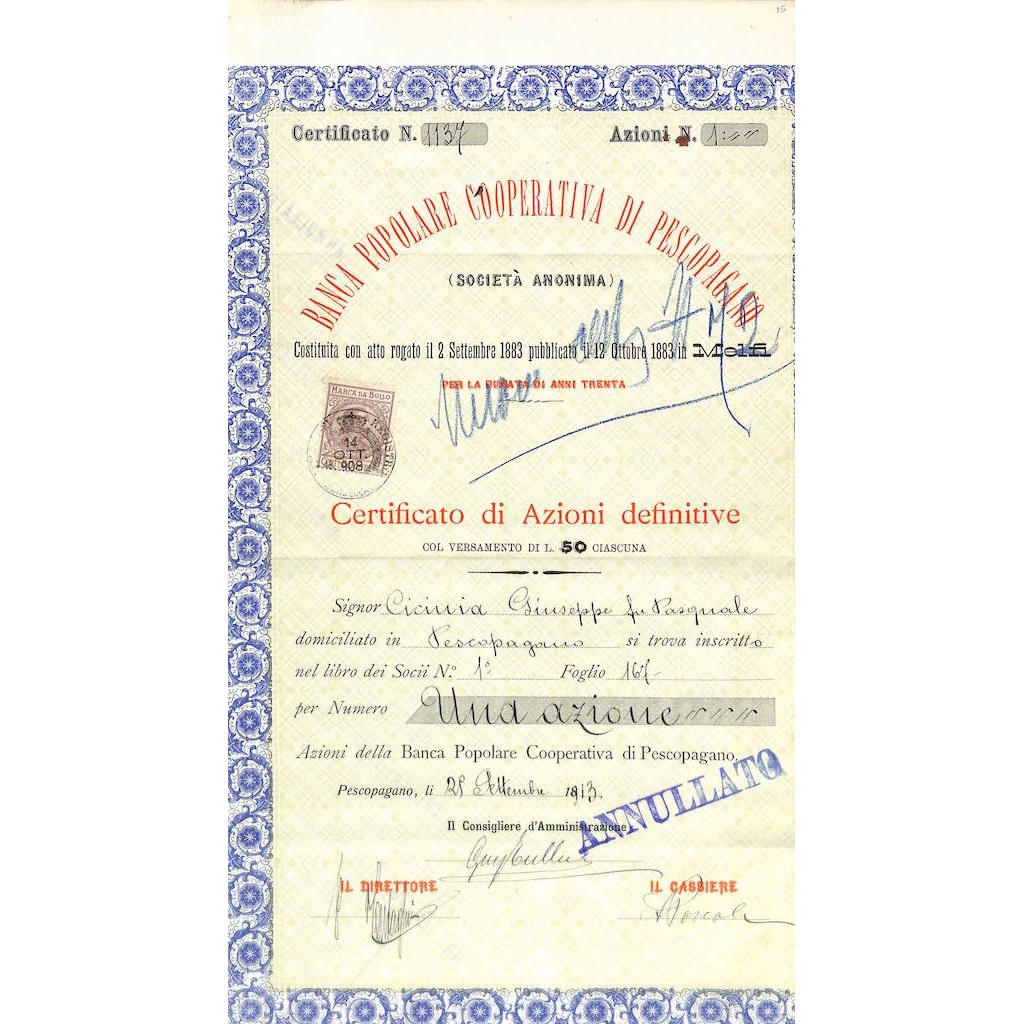 15
Certificato N. 1137 Azioni N. 1:""
BANCA POPOLARE COOPERATIVA DI PESCOPAGANO
(SOCIETÀ ANONIMA)
Costituita con atto rogato il 2 Settembre 1883 pubblicato il 12 Ottobre 1883 in Melfi
PER LA DURATA DI ANNI TRENTA
MARCA DA BOLLO
REGISTRO
14
OTT.
908
Certificato di Azioni definitive
COL VERSAMENTO DI L. 50 CIASCUNA
Signor Giuseppe fu Pasquale
domiciliato in Pescopagano si trova inscritto
nel libro dei Socii N.º 1º Foglio 167
per Numero Una azione " " "
Azioni della Banca Popolare Cooperativa di Pescopagano.
Pescopagano, li Settembre 1913.
ANNULLATO
Il Consigliere d'Amministrazione
IL DIRETTORE IL CASSIERE